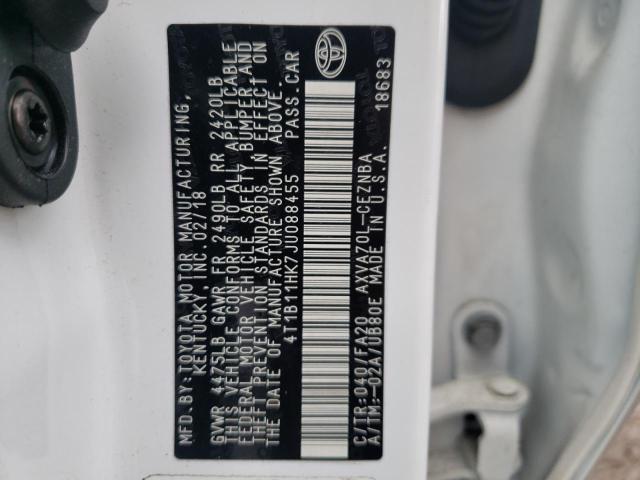 MFD.BY:TOYOTA MOTOR MANUFACTURING,
KENTUCKY, INC.02/18
GVWR 4475LB GAWR FR 2490LB RR 2420LB
THIS VEHICLE CONFORMS TO ALL APPLICABLE
FEDERAL MOTOR VEHICLE SAFETY, BUMPER, AND
THEFT PREVENTION STANDARDS IN EFFECT ON
THE DATE OF MANUFACTURE SHOWN ABOVE.
4T1B11HK7JU088455 PASS.CAR
C/TR:040/FA20 AXVA70L-CEZNBA
A/TM:-02A/UB80E MADE IN U.S.A.
18683